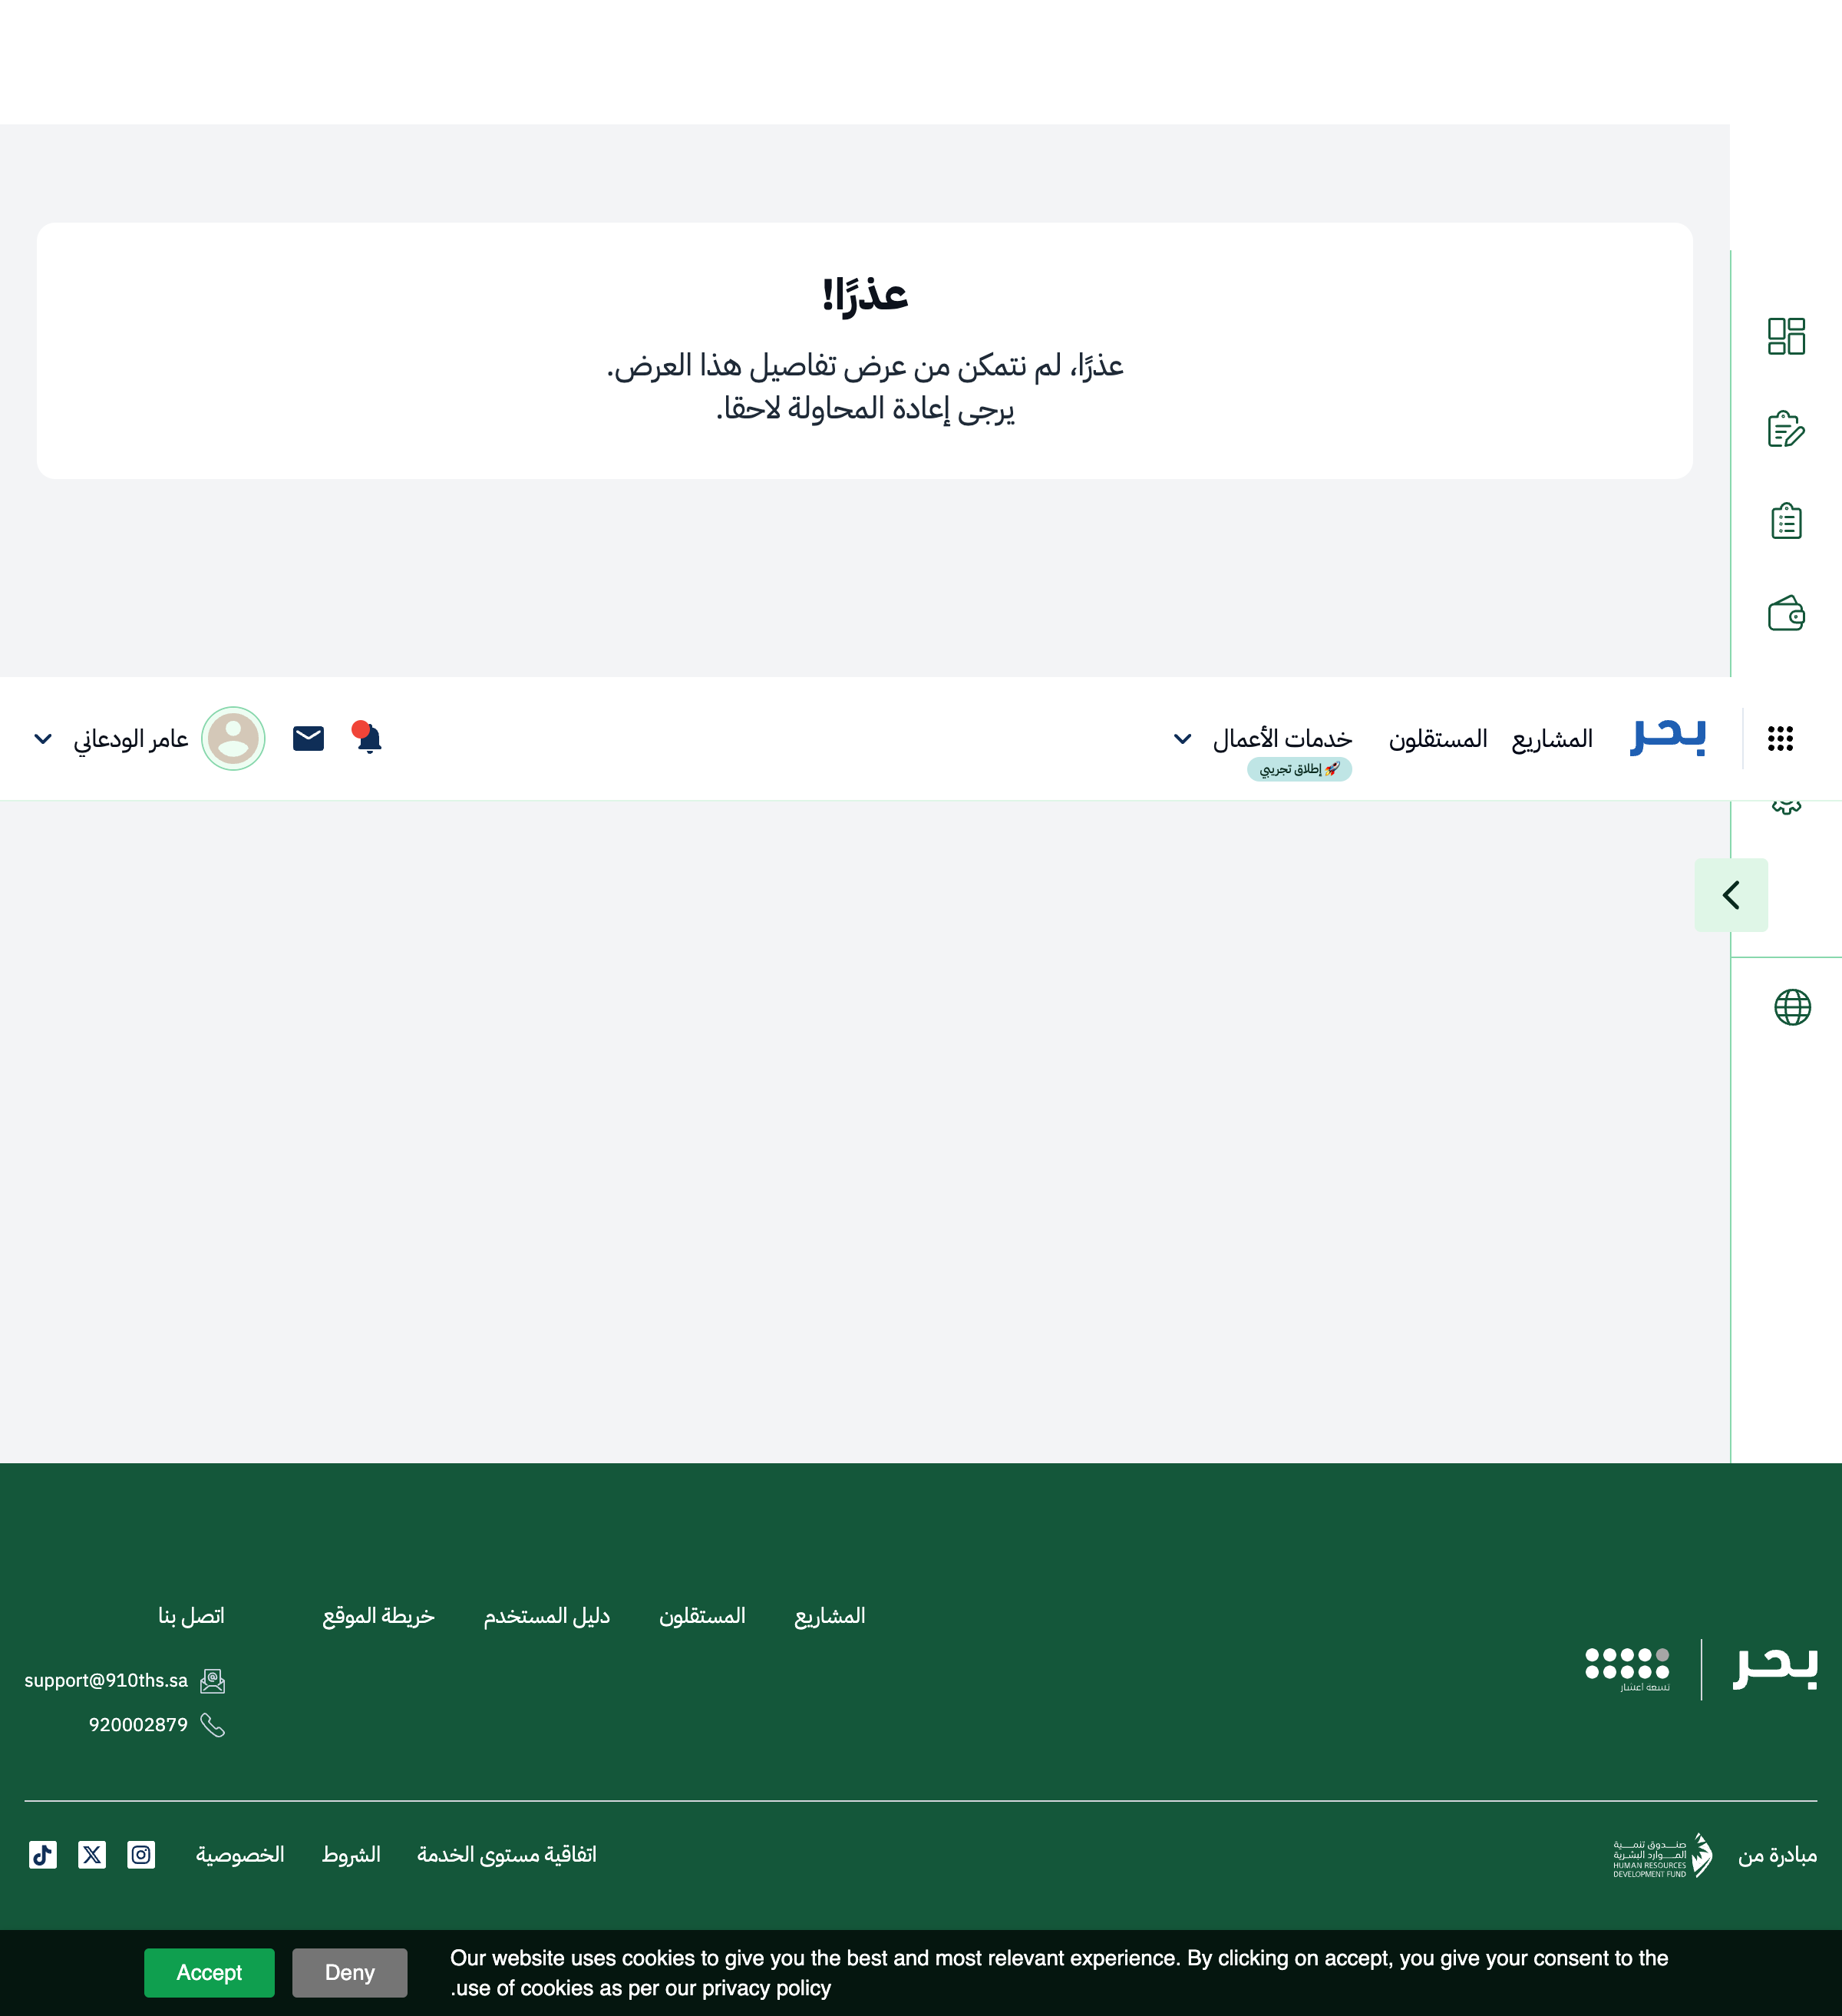 عذرًا!
عذرًا، لم نتمكن من عرض تفاصيل هذا العرض.
يرجى إعادة المحاولة لاحقا.
بحر
المشاريع
المستقلون
خدمات الأعمال
🚀 إطلاق تجريبي
عامر الودعاني
بحر
تسعة أعشار
المشاريع
المستقلون
دليل المستخدم
خريطة الموقع
اتصل بنا
support@910ths.sa
920002879
مبادرة من
صندوق تنمية
الموارد البشرية
HUMAN RESOURCES
DEVELOPMENT FUND
اتفاقية مستوى الخدمة
الشروط
الخصوصية
Our website uses cookies to give you the best and most relevant experience. By clicking on accept, you give your consent to the
.use of cookies as per our privacy policy
Deny
Accept